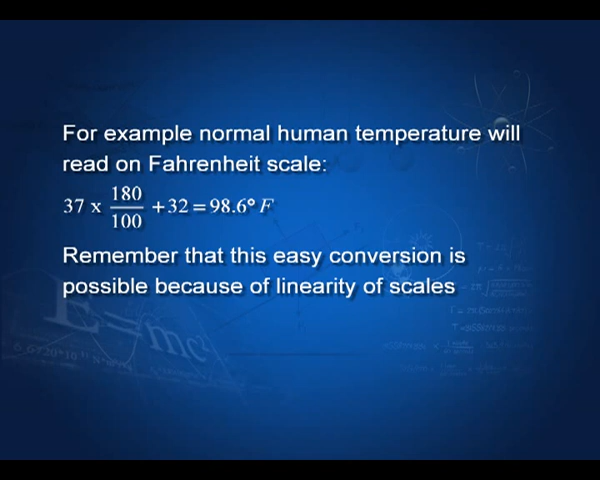 For example normal human temperature will
read on Fahrenheit scale:
37 x 180/100 +32=98.6° F
Remember that this easy conversion is
possible because of linearity of scales
E=mc²